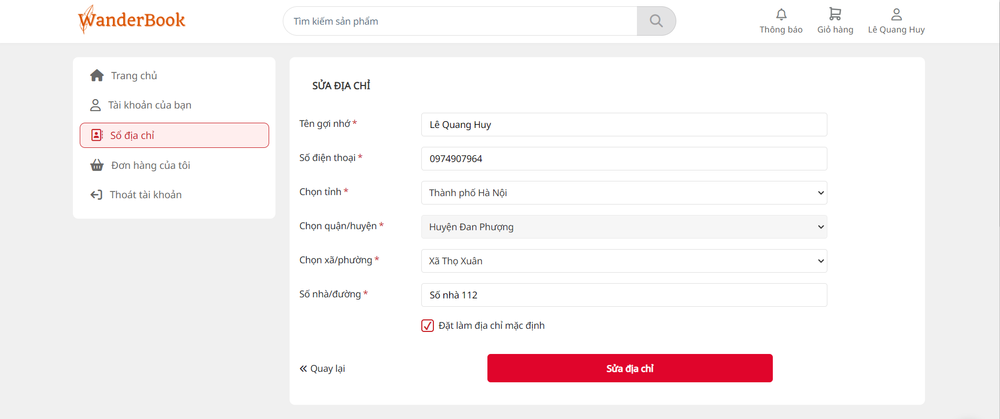 WanderBook
Tìm kiếm sản phẩm
Thông báo
Giỏ hàng
Lê Quang Huy
Trang chủ
Tài khoản của bạn
Sổ địa chỉ
Đơn hàng của tôi
Thoát tài khoản
SỬA ĐỊA CHỈ
Tên gợi nhớ * Lê Quang Huy
Số điện thoại * 0974907964
Chọn tỉnh * Thành phố Hà Nội
Chọn quận/huyện * Huyện Đan Phượng
Chọn xã/phường * Xã Thọ Xuân
Số nhà/đường * Số nhà 112
Đặt làm địa chỉ mặc định
Quay lại
Sửa địa chỉ